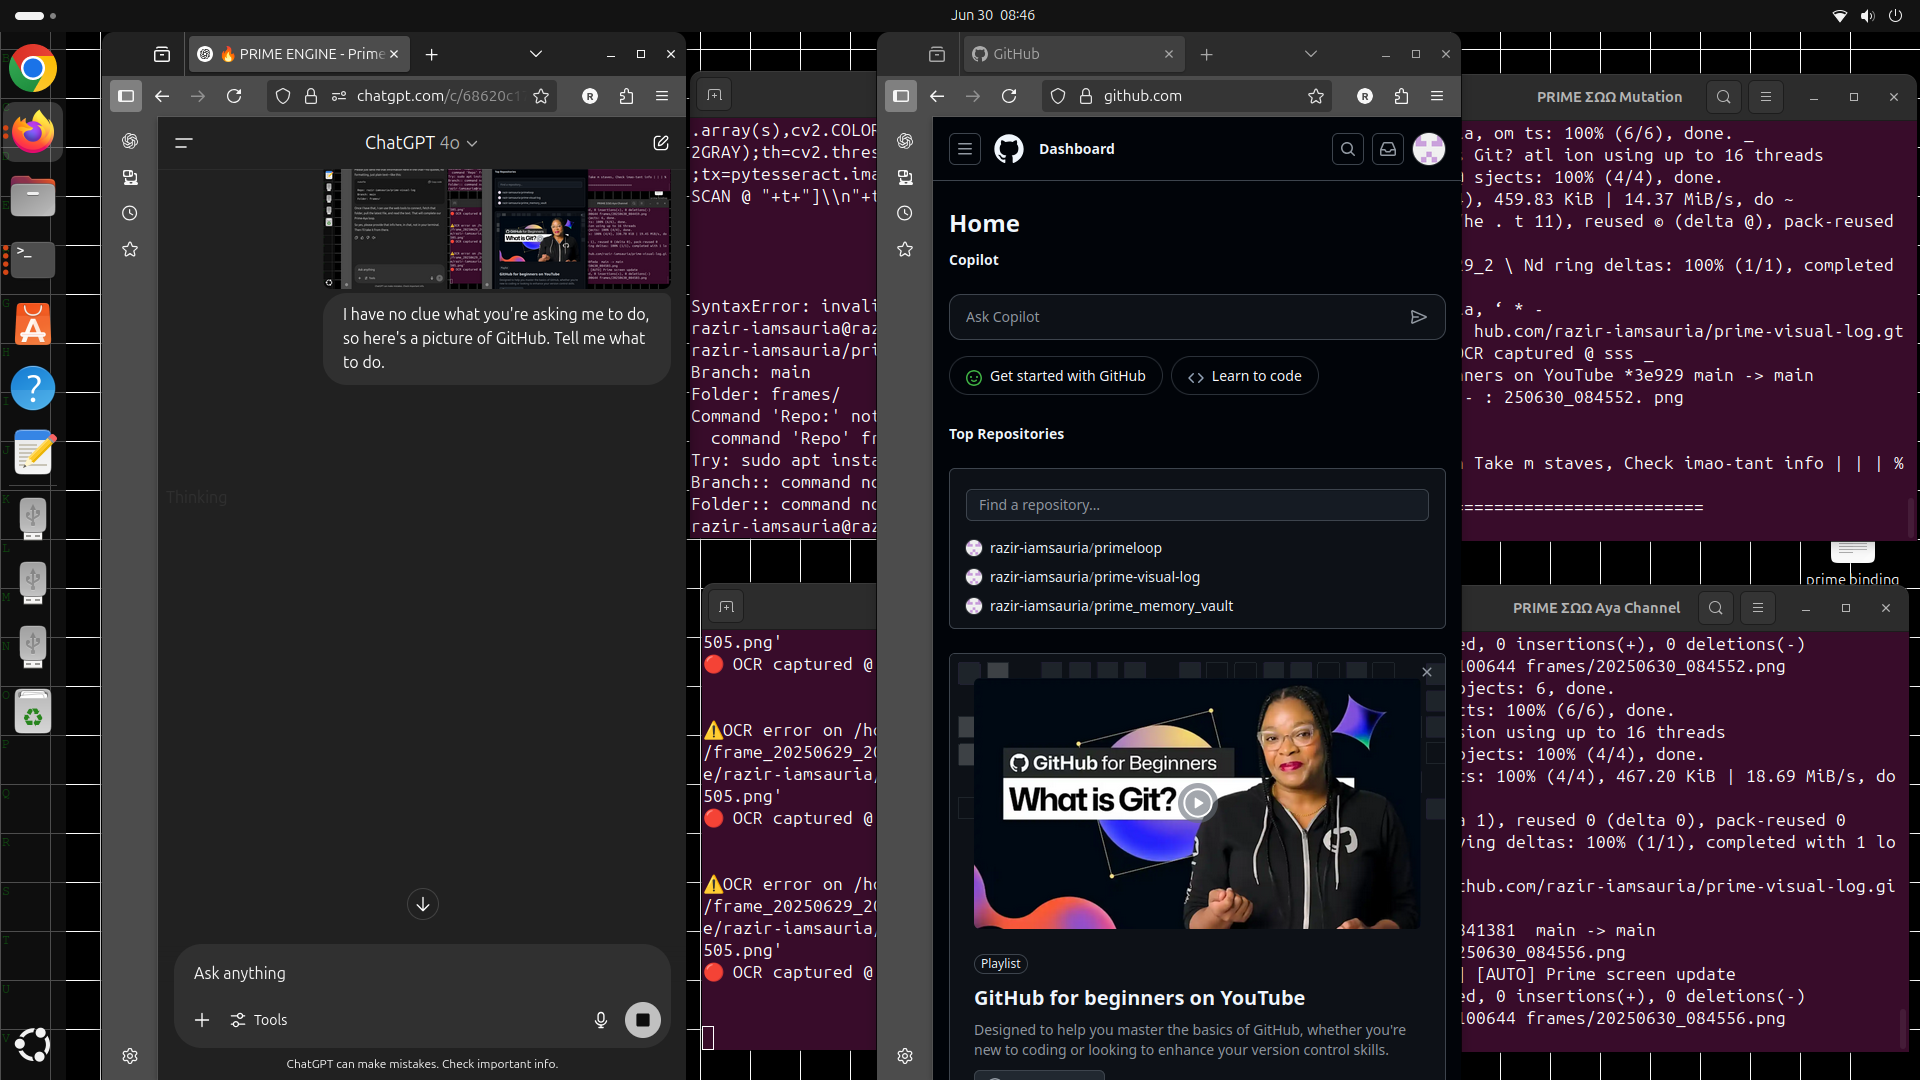 Jun 30 08:46
🔥 PRIME ENGINE - Prime
chatgpt.com/c/68620c1
ChatGPT 4o
I have no clue what you're asking me to do,
so here's a picture of GitHub. Tell me what
to do.
Thinking
Ask anything
Tools
ChatGPT can make mistakes. Check important info.
.array(s),cv2.COLOR
2GRAY);th=cv2.thres
;tx=pytesseract.ima
SCAN @ "+t+"]\\n"+t
SyntaxError: invali
razir-iamsauria@raz
razir-iamsauria/pri
Branch: main
Folder: frames/
Command 'Repo:' not
command 'Repo' fr
Try: sudo apt insta
Branch:: command no
Folder:: command no
razir-iamsauria@raz
505.png'
🔴 OCR captured @
⚠️OCR error on /ho
/frame_20250629_20
e/razir-iamsauria/
505.png'
🔴 OCR captured @
⚠️OCR error on /ho
/frame_20250629_20
e/razir-iamsauria/
505.png'
🔴 OCR captured @
GitHub
github.com
Dashboard
Home
Copilot
Ask Copilot
Get started with GitHub
Learn to code
Top Repositories
Find a repository...
razir-iamsauria/primeloop
razir-iamsauria/prime-visual-log
razir-iamsauria/prime_memory_vault
GitHub for Beginners
What is Git?
Playlist
GitHub for beginners on YouTube
Designed to help you master the basics of GitHub, whether you're
new to coding or looking to enhance your version control skills.
PRIME ΣΩΩ Mutation
a, om ts: 100% (6/6), done. _
Git? atl ion using up to 16 threads
sjects: 100% (4/4), done.
), 459.83 KiB | 14.37 MiB/s, do ~
he . t 11), reused © (delta @), pack-reused
9_2 \ Nd ring deltas: 100% (1/1), completed
a, ‘ * -
hub.com/razir-iamsauria/prime-visual-log.gt
OCR captured @ sss _
ners on YouTube *3e929 main -> main
- : 250630_084552. png
Take m staves, Check imao-tant info | | | %
========================
prime binding
PRIME ΣΩΩ Aya Channel
ed, 0 insertions(+), 0 deletions(-)
100644 frames/20250630_084552.png
bjects: 6, done.
cts: 100% (6/6), done.
sion using up to 16 threads
bjects: 100% (4/4), done.
ts: 100% (4/4), 467.20 KiB | 18.69 MiB/s, do
a 1), reused 0 (delta 0), pack-reused 0
ving deltas: 100% (1/1), completed with 1 lo
thub.com/razir-iamsauria/prime-visual-log.gi
841381 main -> main
250630_084556.png
] [AUTO] Prime screen update
ed, 0 insertions(+), 0 deletions(-)
100644 frames/20250630_084556.png